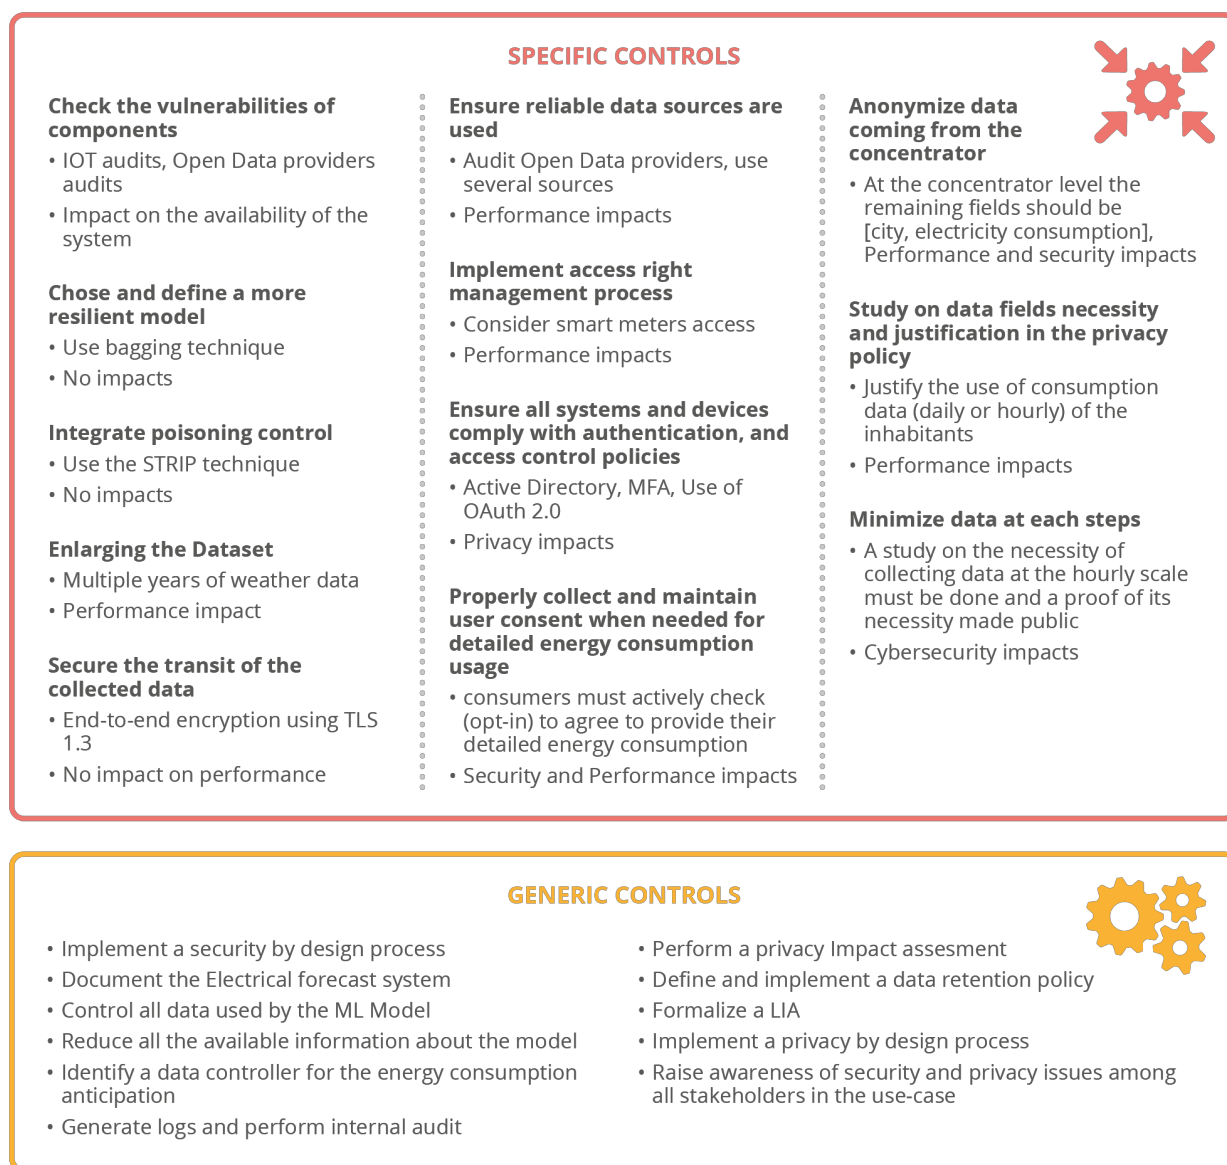 SPECIFIC CONTROLS
Check the vulnerabilities of
components
• IOT audits, Open Data providers
audits
• Impact on the availability of the
system
Chose and define a more
resilient model
• Use bagging technique
• No impacts
Integrate poisoning control
• Use the STRIP technique
• No impacts
Enlarging the Dataset
• Multiple years of weather data
• Performance impact
Secure the transit of the
collected data
• End-to-end encryption using TLS
1.3
• No impact on performance
Ensure reliable data sources are
used
• Audit Open Data providers, use
several sources
• Performance impacts
Implement access right
management process
• Consider smart meters access
• Performance impacts
Ensure all systems and devices
comply with authentication, and
access control policies
• Active Directory, MFA, Use of
OAuth 2.0
• Privacy impacts
Properly collect and maintain
user consent when needed for
detailed energy consumption
usage
• consumers must actively check
(opt-in) to agree to provide their
detailed energy consumption
• Security and Performance impacts
Anonymize data
coming from the
concentrator
• At the concentrator level the
remaining fields should be
[city, electricity consumption],
Performance and security impacts
Study on data fields necessity
and justification in the privacy
policy
• Justify the use of consumption
data (daily or hourly) of the
inhabitants
• Performance impacts
Minimize data at each steps
• A study on the necessity of
collecting data at the hourly scale
must be done and a proof of its
necessity made public
• Cybersecurity impacts
GENERIC CONTROLS
• Implement a security by design process
• Document the Electrical forecast system
• Control all data used by the ML Model
• Reduce all the available information about the model
• Identify a data controller for the energy consumption
anticipation
• Generate logs and perform internal audit
• Perform a privacy Impact assesment
• Define and implement a data retention policy
• Formalize a LIA
• Implement a privacy by design process
• Raise awareness of security and privacy issues among
all stakeholders in the use-case